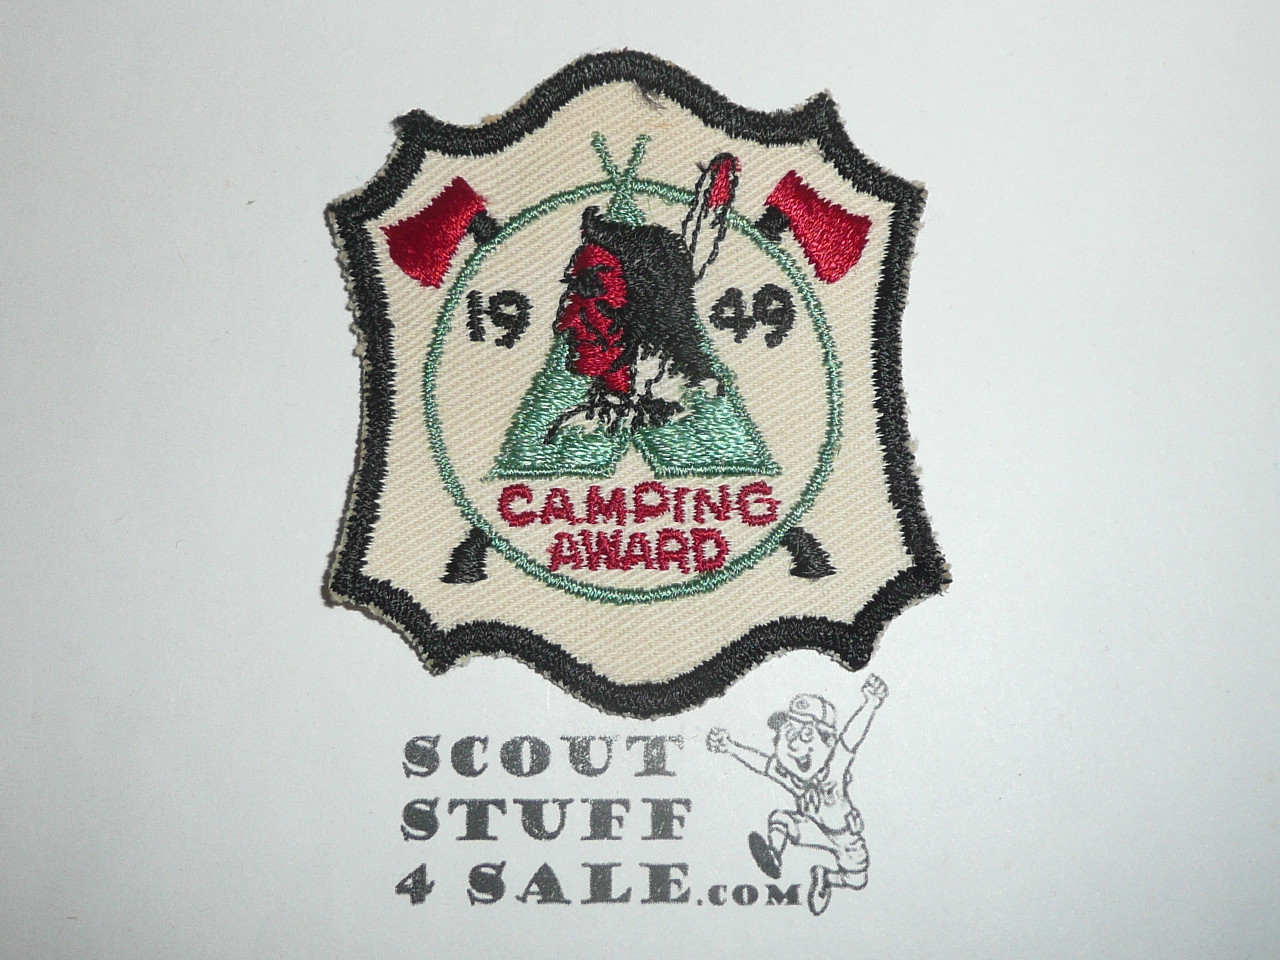 19 49
CAMPING
AWARD
SCOUT
STUFF
4 SALE.COM